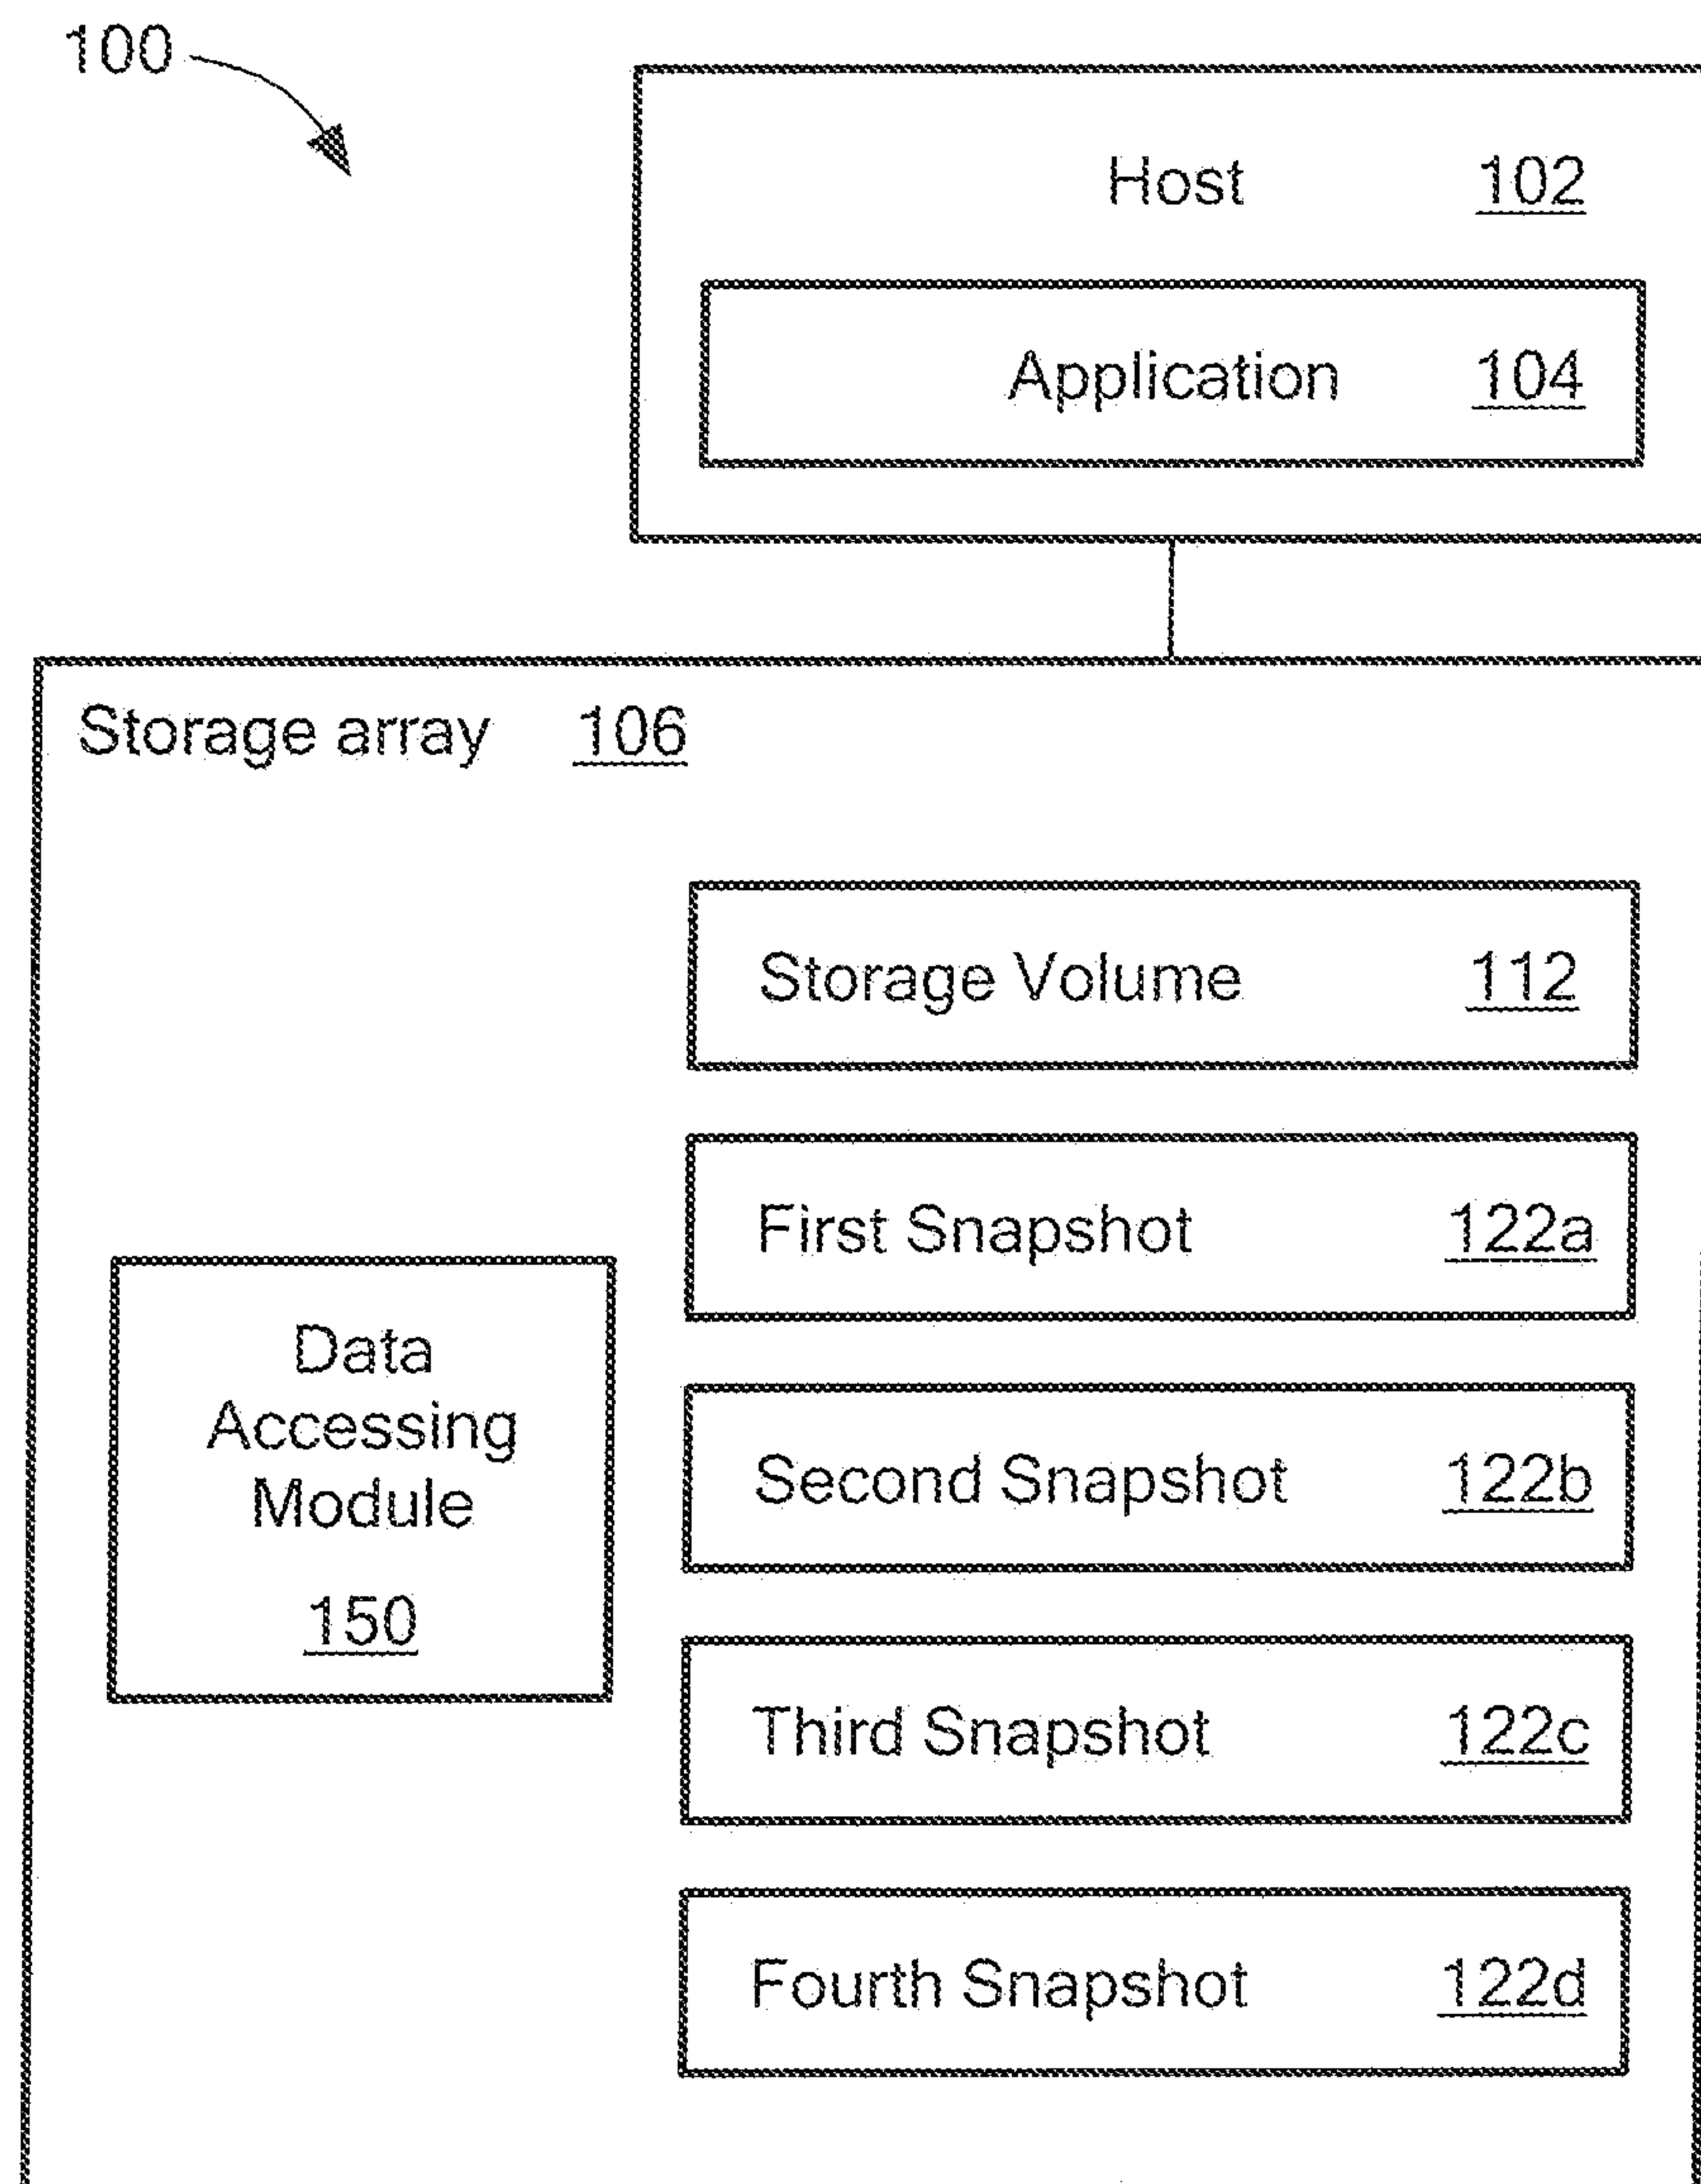 100
Host 102
Application 104
Storage array 106
Storage Volume 112
First Snapshot 122a
Data
Accessing
Module
150
Second Snapshot 122b
Third Snapshot 122c
Fourth Snapshot 122d